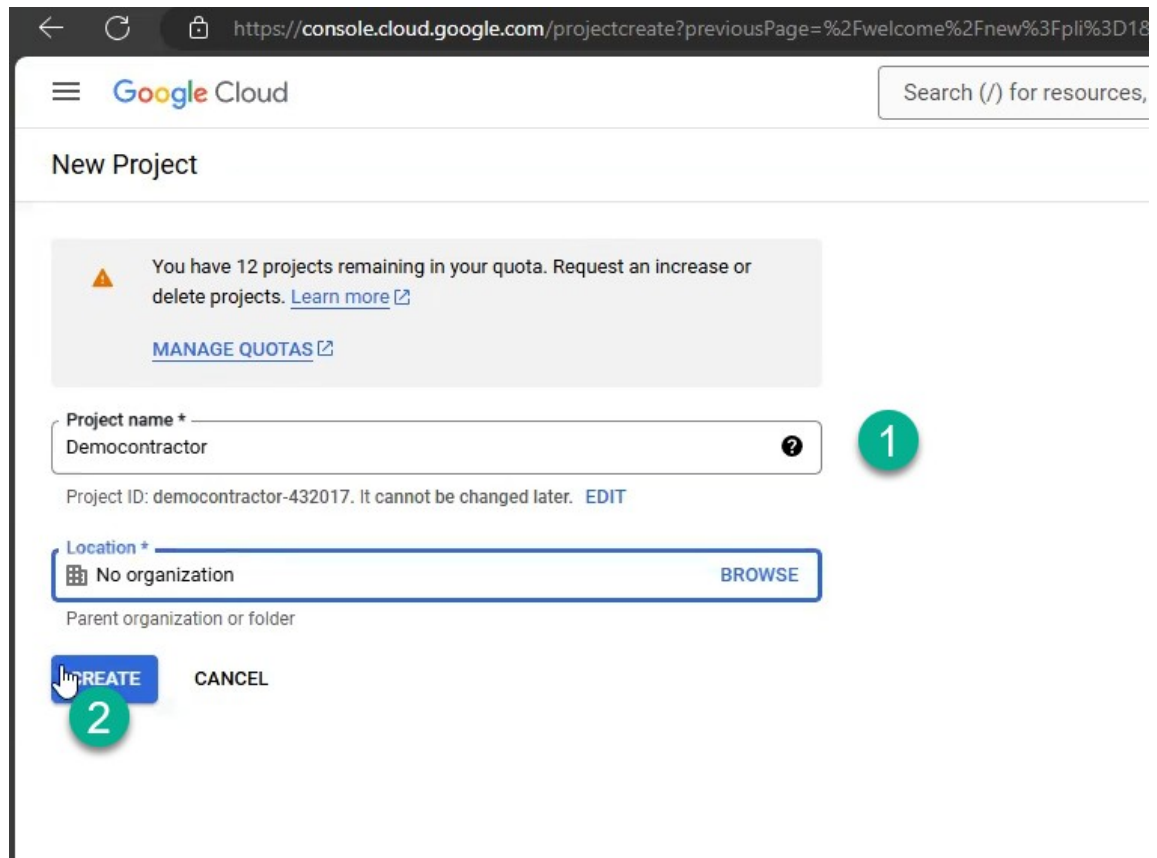 https://console.cloud.google.com/projectcreate?previousPage=%2Fwelcome%2Fnew%3Fpli%3D18
Google Cloud
Search (/) for resources,
New Project
You have 12 projects remaining in your quota. Request an increase or
delete projects. Learn more
MANAGE QUOTAS
Project name *
Democontractor
1
Project ID: democontractor-432017. It cannot be changed later. EDIT
Location *
No organization BROWSE
Parent organization or folder
CREATE CANCEL
2